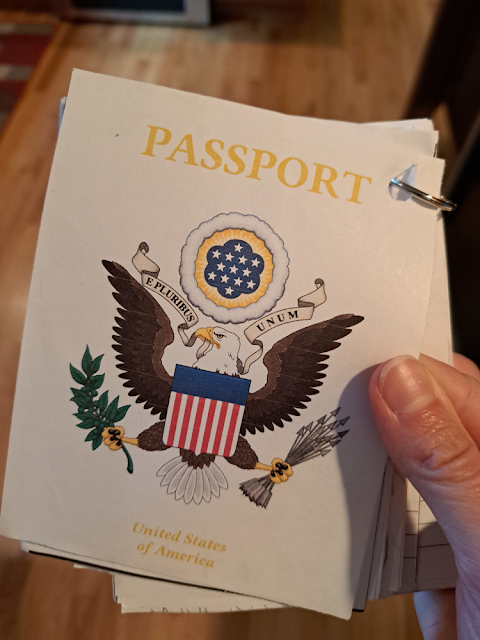 PASSPORT
E PLURIBUS
UNUM
United States
of America